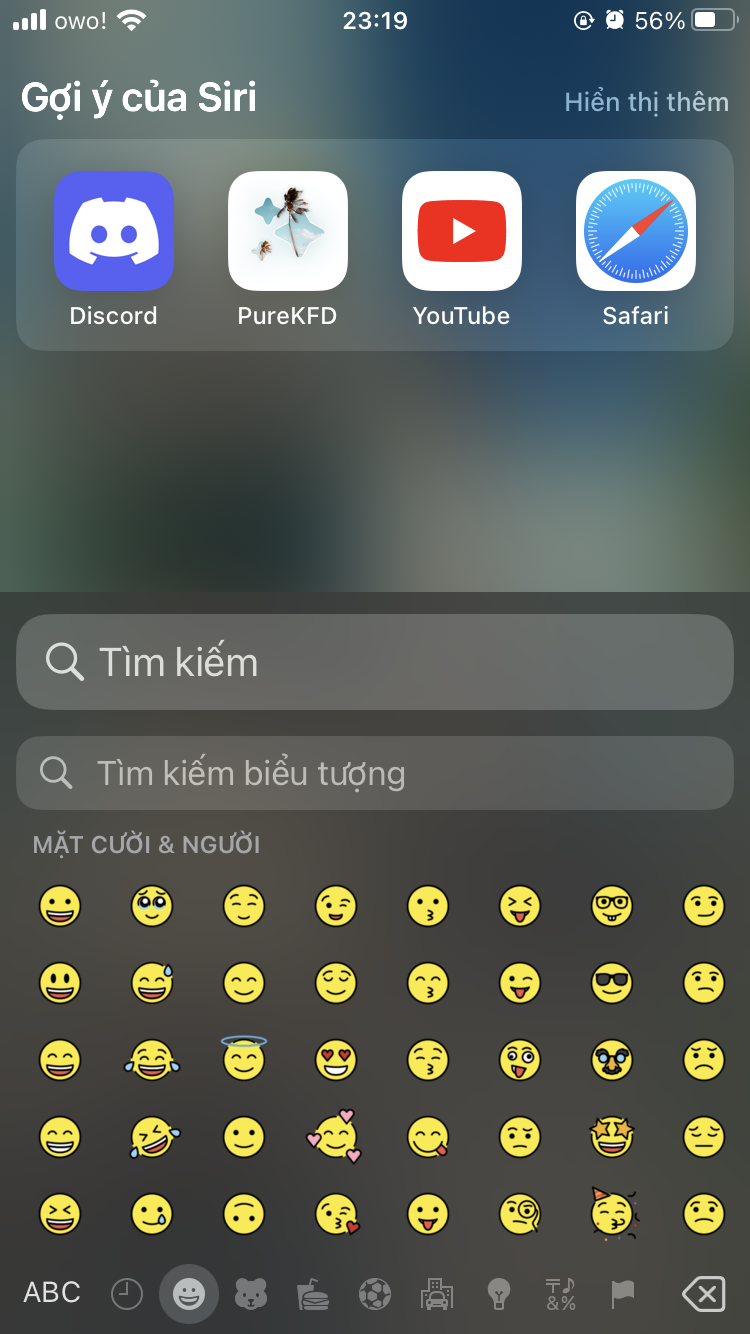 owo! 23:19 56%
Gợi ý của Siri Hiển thị thêm
Discord PureKFD YouTube Safari
Tìm kiếm
Tìm kiếm biểu tượng
MẶT CƯỜI & NGƯỜI
ABC &%